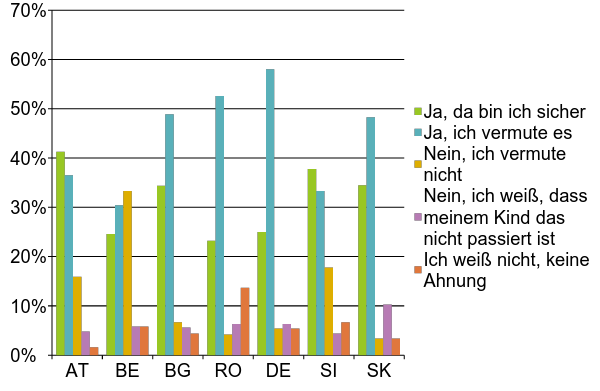 70%
60%
50%
40%
30%
20%
10%
0%
AT BE BG RO DE SI SK
Ja, da bin ich sicher
Ja, ich vermute es
Nein, ich vermute
nicht
Nein, ich weiß, dass
meinem Kind das
nicht passiert ist
Ich weiß nicht, keine
Ahnung